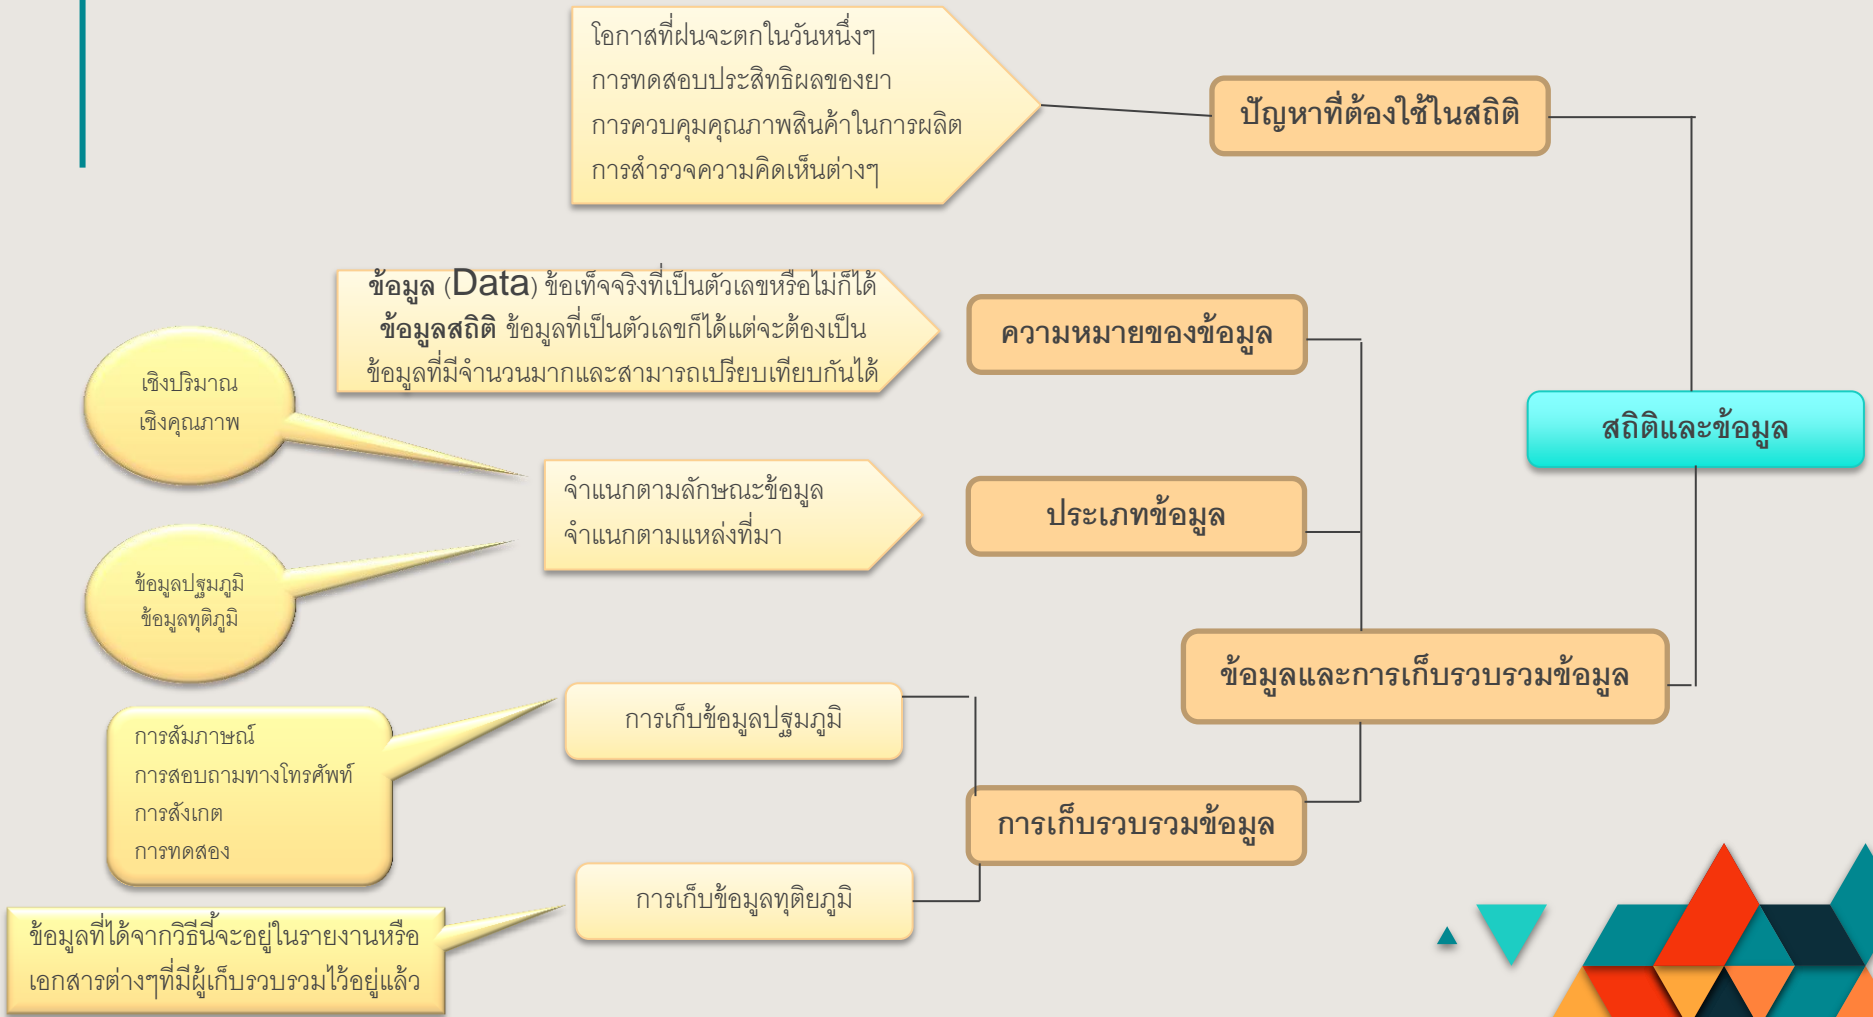 โอกาสที่ฝนจะตกในวันหนึ่งๆ
การทดสอบประสิทธิผลของยา
การควบคุมคุณภาพสินค้าในการผลิต
การสำรวจความคิดเห็นต่างๆ
ปัญหาที่ต้องใช้ในสถิติ
ข้อมูล (Data) ข้อเท็จจริงที่เป็นตัวเลขหรือไม่ก็ได้
ข้อมูลสถิติ ข้อมูลที่เป็นตัวเลขก็ได้แต่จะต้องเป็น
ข้อมูลที่มีจำนวนมากและสามารถเปรียบเทียบกันได้
ความหมายของข้อมูล
เชิงปริมาณ
เชิงคุณภาพ
สถิติและข้อมูล
จำแนกตามลักษณะข้อมูล
จำแนกตามแหล่งที่มา
ประเภทข้อมูล
ข้อมูลปฐมภูมิ
ข้อมูลทุติภูมิ
ข้อมูลและการเก็บรวบรวมข้อมูล
การเก็บข้อมูลปฐมภูมิ
การสัมภาษณ์
การสอบถามทางโทรศัพท์
การสังเกต
การทดสอง
การเก็บรวบรวมข้อมูล
การเก็บข้อมูลทุติยภูมิ
ข้อมูลที่ได้จากวิธีนี้จะอยู่ในรายงานหรือ
เอกสารต่างๆที่มีผู้เก็บรวบรวมไว้อยู่แล้ว